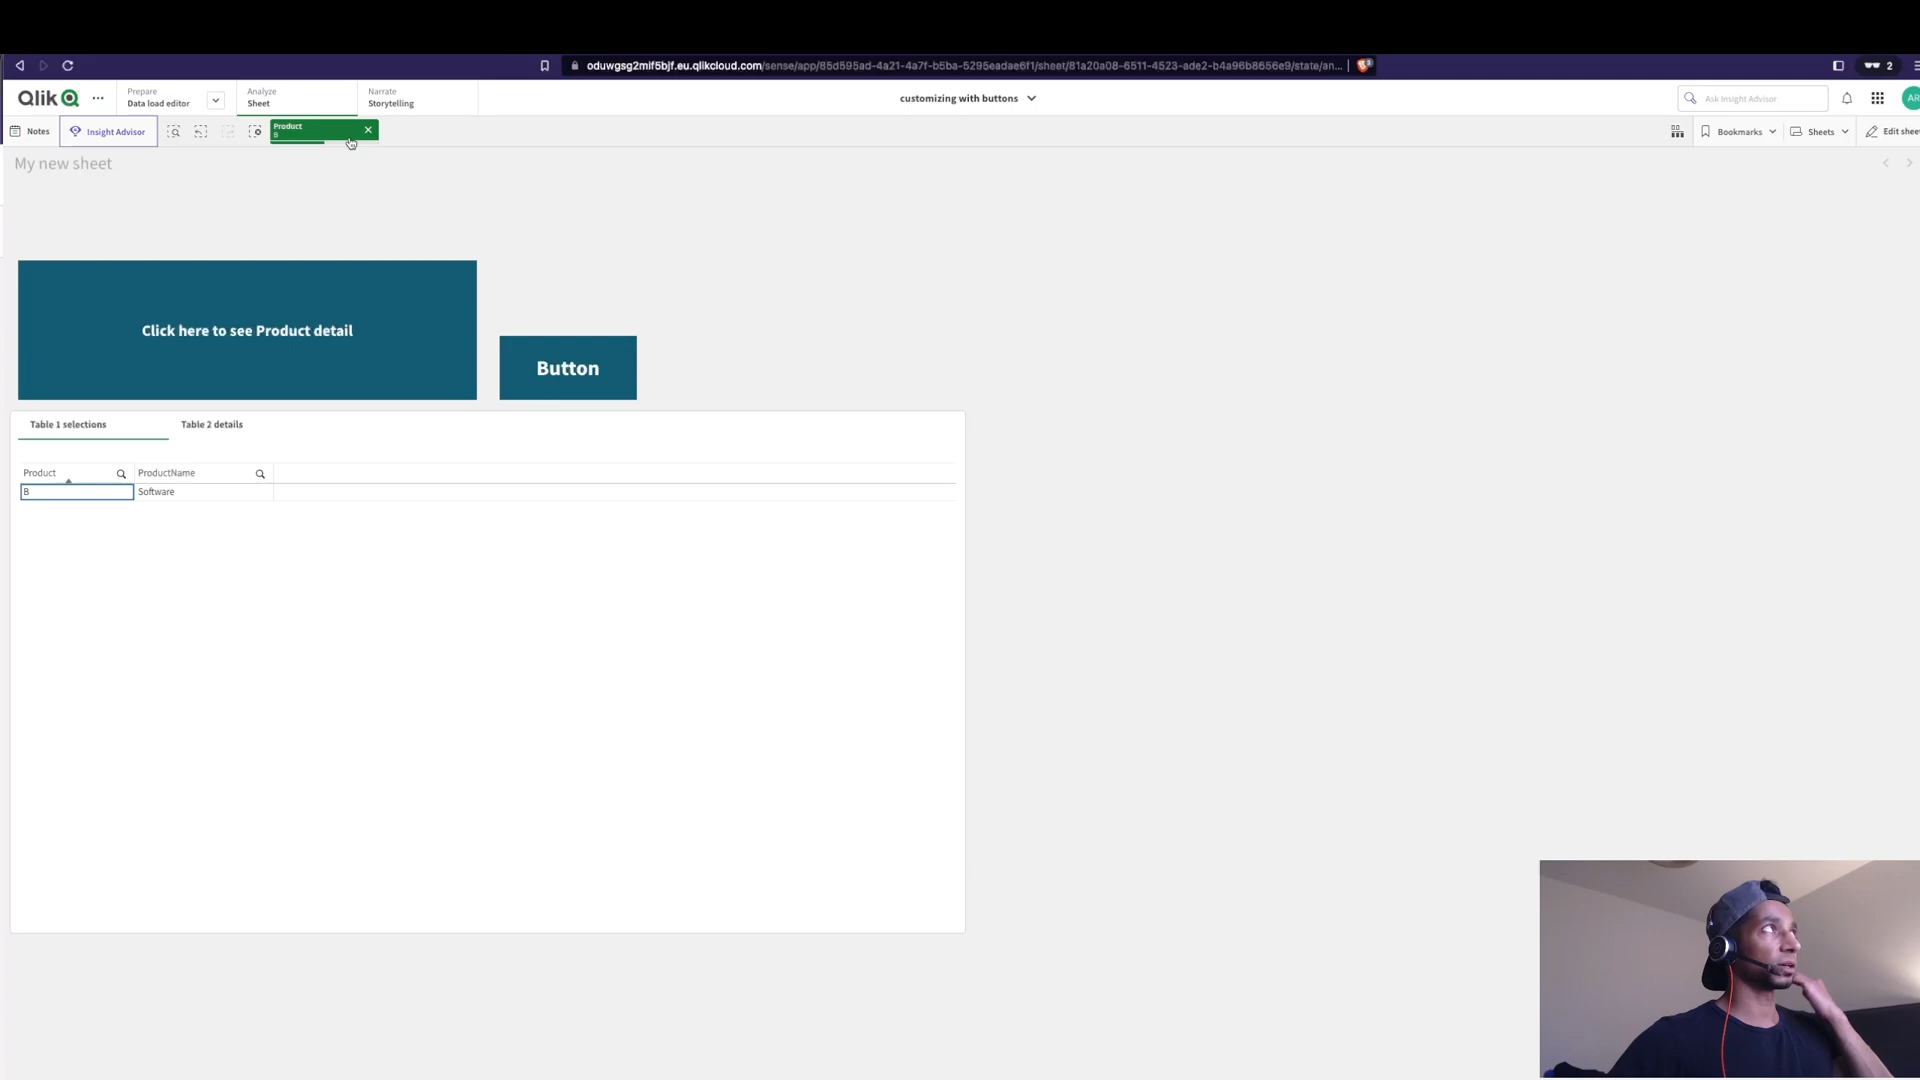 oduwgsg2mif5bjf.eu.qlikcloud.com/sense/app/85d595ad-4a21-4a7f-b5ba-5295eadae6f1/sheet/81a20a08-6511-4523-ade2-b4a96b8656e9/state/an...
2
Qlik
Prepare
Data load editor
Analyze
Sheet
Narrate
Storytelling
customizing with buttons
Ask Insight Advisor
AR
Notes
Insight Advisor
Product
B
Bookmarks
Sheets
Edit sheet
My new sheet
Click here to see Product detail
Button
Table 1 selections
Table 2 details
Product
ProductName
B
Software